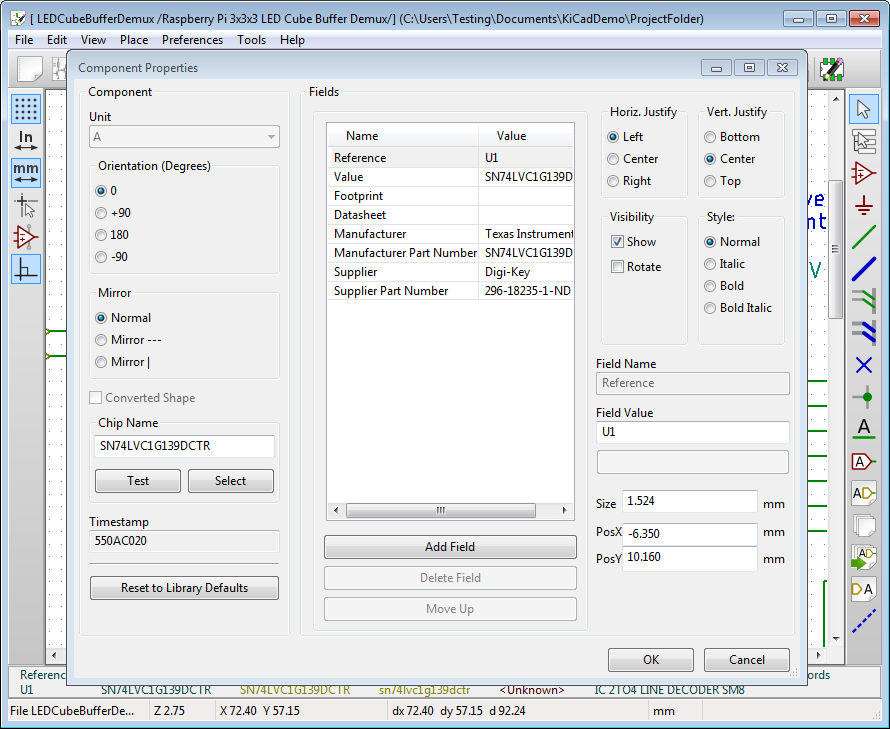 [ LEDCubeBufferDemux /Raspberry Pi 3x3x3 LED Cube Buffer Demux/] (C:\Users\Testing\Documents\KiCadDemo\ProjectFolder)
File Edit View Place Preferences Tools Help
Component Properties
Component
Unit
A
Orientation (Degrees)
0
+90
180
-90
Mirror
Normal
Mirror ---
Mirror |
Converted Shape
Chip Name
SN74LVC1G139DCTR
Test Select
Timestamp
550AC020
Reset to Library Defaults
Fields
Name Value
Reference U1
Value SN74LVC1G139D
Footprint
Datasheet
Manufacturer Texas Instrument
Manufacturer Part Number SN74LVC1G139D
Supplier Digi-Key
Supplier Part Number 296-18235-1-ND
Add Field
Delete Field
Move Up
Horiz. Justify
Left
Center
Right
Vert. Justify
Bottom
Center
Top
Visibility
Show
Rotate
Style:
Normal
Italic
Bold
Bold Italic
Field Name
Reference
Field Value
U1
Size 1.524 mm
PosX -6.350 mm
PosY 10.160 mm
OK Cancel
In
mm
ve
nt
V
A
A
AD
AD
DA
Referenc ords
U1 SN74LVC1G139DCTR SN74LVC1G139DCTR sn74lvc1g139dctr <Unknown> IC 2TO4 LINE DECODER SM8
File LEDCubeBufferDe... Z 2.75 X 72.40 Y 57.15 dx 72.40 dy 57.15 d 92.24 mm